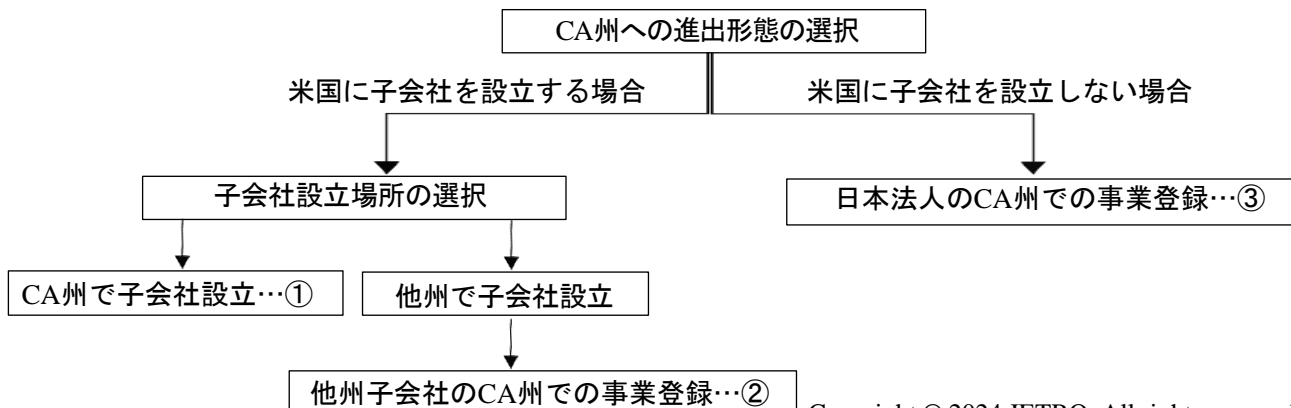 CA州への進出形態の選択
米国に子会社を設立する場合
米国に子会社を設立しない場合
子会社設立場所の選択
日本法人のCA州での事業登録…③
CA州で子会社設立…①
他州で子会社設立
他州子会社のCA州での事業登録…②
Copyright © 2024 JETRO. All rights